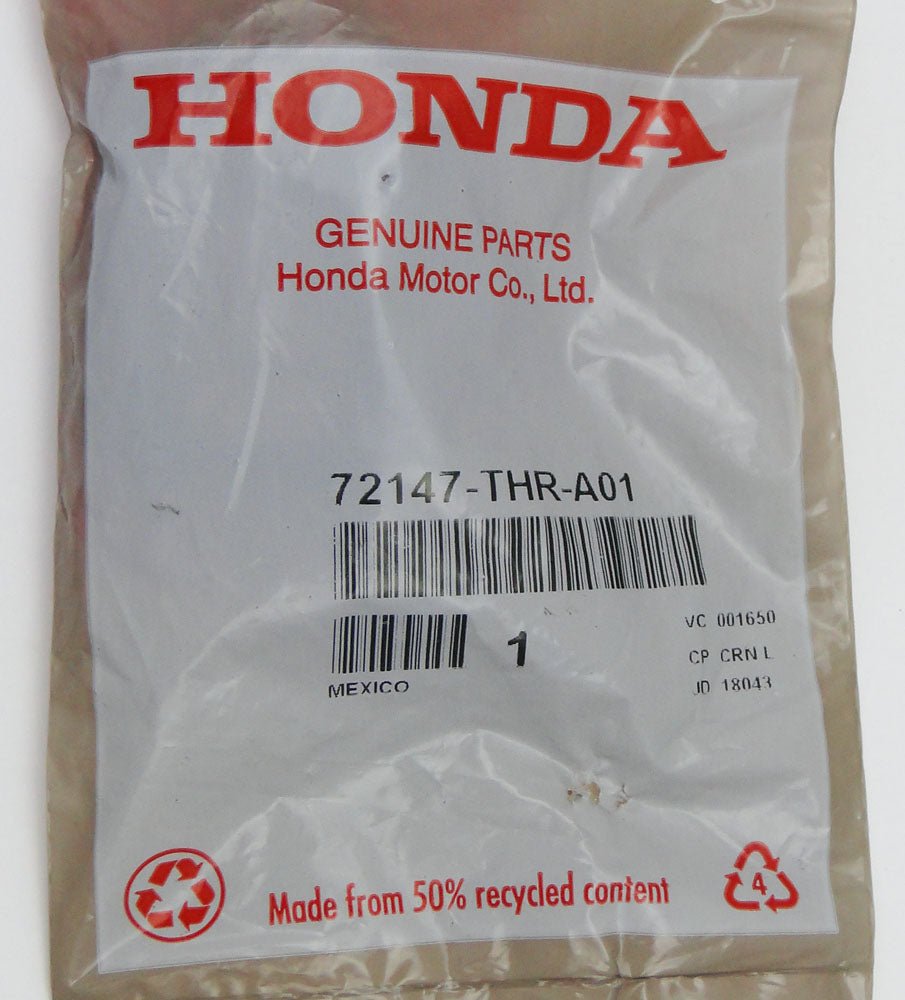 HONDA
GENUINE PARTS
Honda Motor Co., Ltd.
72147-THR-A01
1
VC 001650
CP CRN L
JD 18043
MEXICO
Made from 50% recycled content
4